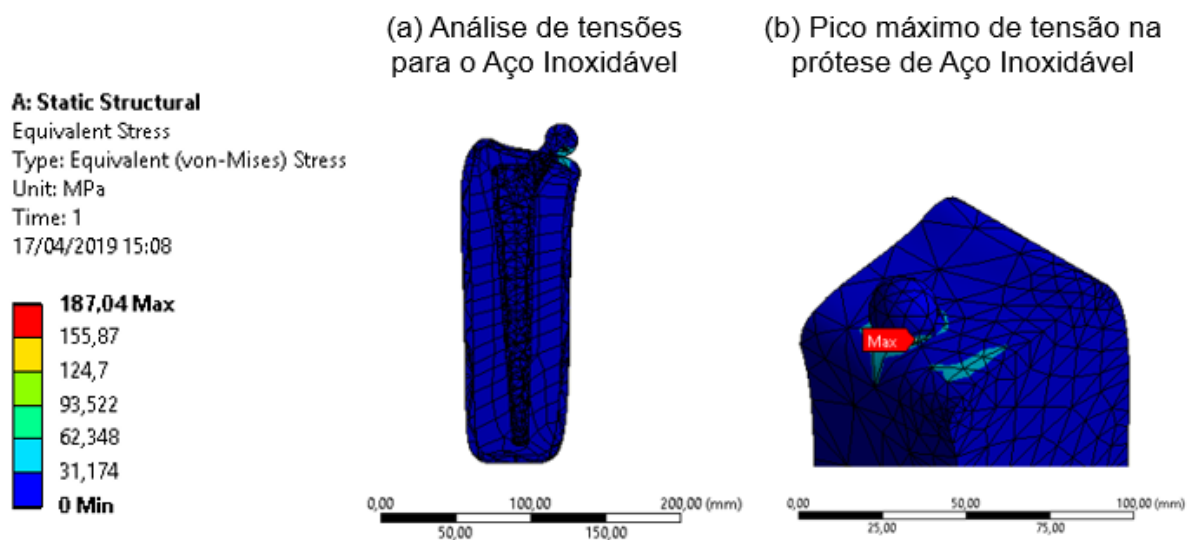 (a) Análise de tensões
para o Aço Inoxidável
(b) Pico máximo de tensão na
prótese de Aço Inoxidável
A: Static Structural
Equivalent Stress
Type: Equivalent (von-Mises) Stress
Unit: MPa
Time: 1
17/04/2019 15:08
187,04 Max
155,87
124,7
93,522
62,348
31,174
0 Min
Max
0,00 100,00 200,00 (mm)
50,00 150,00
0,00 50,00 100,00 (mm)
25,00 75,00